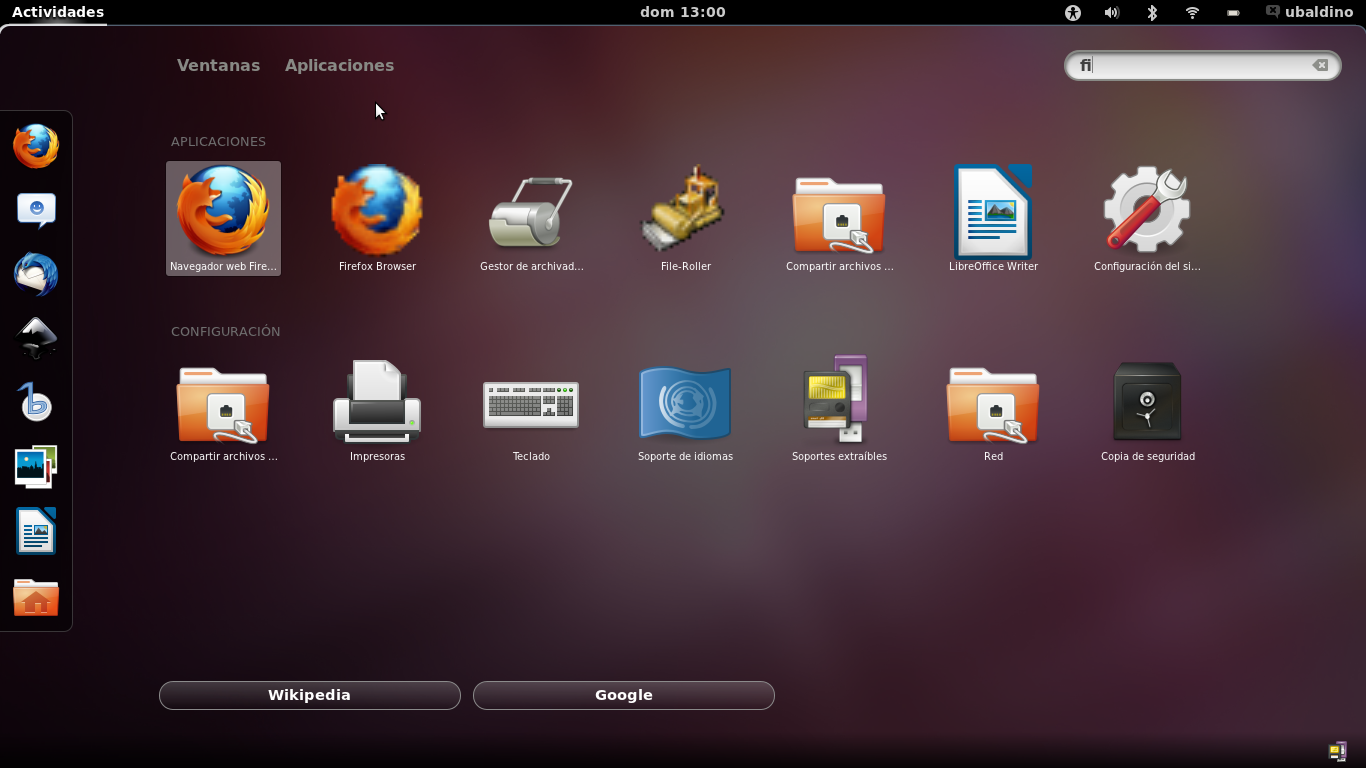 Actividades dom 13:00 ubaldino
Ventanas Aplicaciones fi
APLICACIONES
Navegador web Fire... Firefox Browser Gestor de archivad... File-Roller Compartir archivos ... LibreOffice Writer Configuración del si...
CONFIGURACIÓN
Compartir archivos ... Impresoras Teclado Soporte de idiomas Soportes extraíbles Red Copia de seguridad
Wikipedia Google